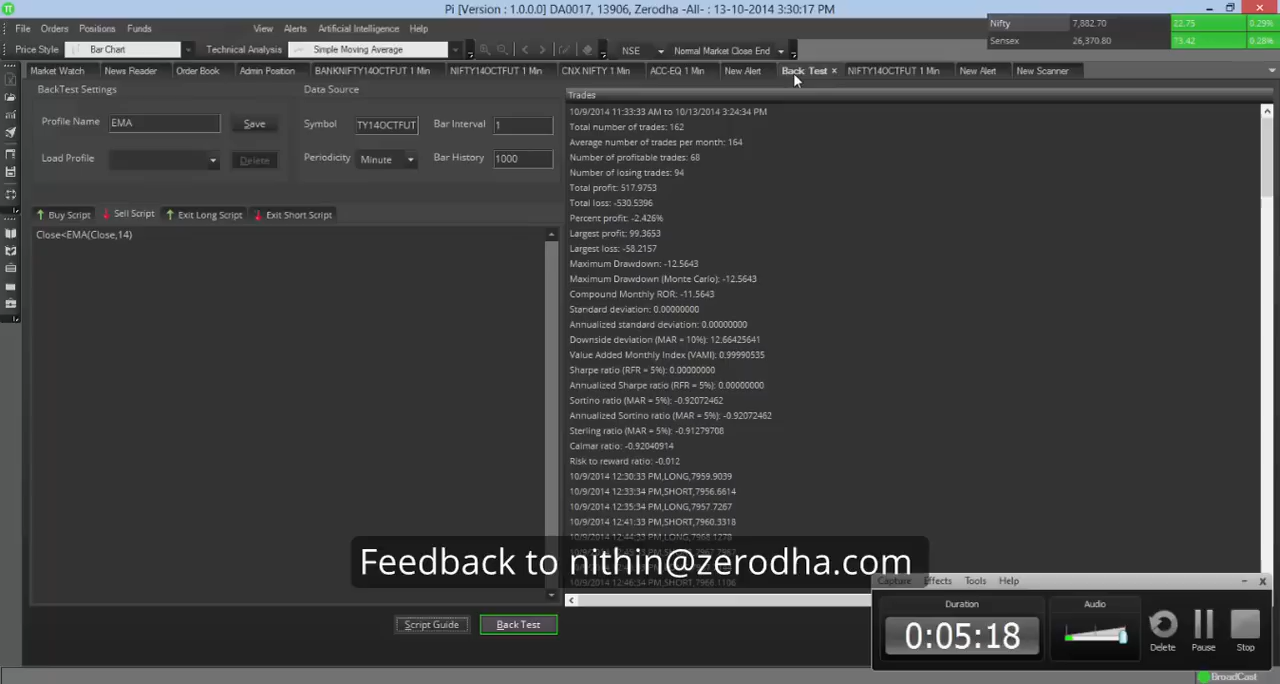 Pi [Version : 1.0.0.0] DA0017, 13906, Zerodha -All- : 13-10-2014 3:30:17 PM
File Orders Positions Funds View Alerts Artificial Intelligence Help
Nifty 7,882.70 22.75 0.29%
Sensex 26,370.80 73.42 0.28%
Price Style Bar Chart Technical Analysis Simple Moving Average NSE Normal Market Close End
Market Watch News Reader Order Book Admin Position BANKNIFTY14OCTFUT 1 Min NIFTY14OCTFUT 1 Min CNX NIFTY 1 Min ACC-EQ 1 Min New Alert Back Test × NIFTY14OCTFUT 1 Min New Alert New Scanner
BackTest Settings
Profile Name EMA Save
Load Profile Delete
Data Source
Symbol TY14OCTFUT Bar Interval 1
Periodicity Minute Bar History 1000
Buy Script Sell Script Exit Long Script Exit Short Script
Close<EMA(Close,14)
Trades
10/9/2014 11:33:33 AM to 10/13/2014 3:24:34 PM
Total number of trades: 162
Average number of trades per month: 164
Number of profitable trades: 68
Number of losing trades: 94
Total profit: 517.9753
Total loss: -530.5396
Percent profit: -2.426%
Largest profit: 99.3653
Largest loss: -58.2157
Maximum Drawdown: -12.5643
Maximum Drawdown (Monte Carlo): -12.5643
Compound Monthly ROR: -11.5643
Standard deviation: 0.00000000
Annualized standard deviation: 0.00000000
Downside deviation (MAR = 10%): 12.66425641
Value Added Monthly Index (VAMI): 0.99990535
Sharpe ratio (RFR = 5%): 0.00000000
Annualized Sharpe ratio (RFR = 5%): 0.00000000
Sortino ratio (MAR = 5%): -0.92072462
Annualized Sortino ratio (MAR = 5%): -0.92072462
Sterling ratio (MAR = 5%): -0.91279708
Calmar ratio: -0.92040914
Risk to reward ratio: -0.012
10/9/2014 12:30:33 PM,LONG,7959.9039
10/9/2014 12:33:34 PM,SHORT,7956.6614
10/9/2014 12:35:34 PM,LONG,7957.7267
10/9/2014 12:41:33 PM,SHORT,7960.3318
Feedback to nithin@zerodha.com
Script Guide Back Test
Capture Effects Tools Help
Duration Audio
0:05:18 Delete Pause Stop
BroadCast